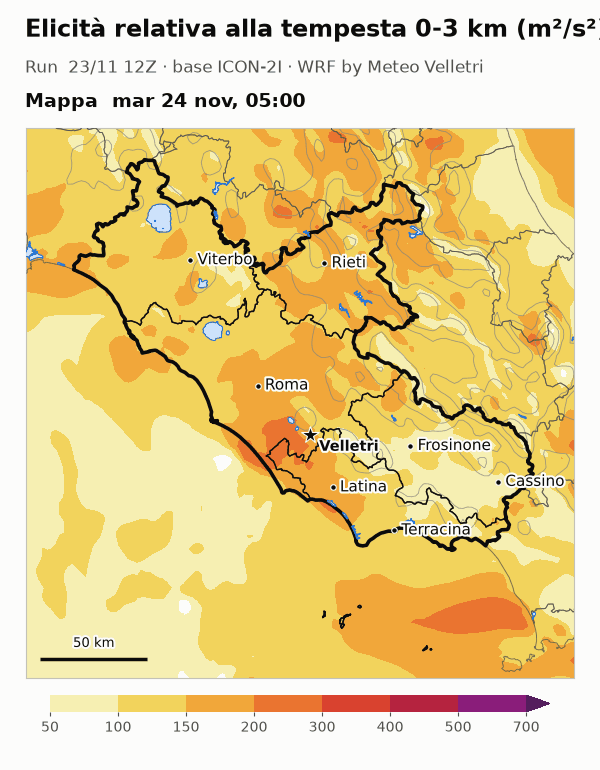 Elicità relativa alla tempesta 0-3 km (m²/s²)
Run 23/11 12Z · base ICON-2I · WRF by Meteo Velletri
Mappa mar 24 nov, 05:00
Viterbo
Rieti
Roma
Velletri
Frosinone
Cassino
Latina
Terracina
50 km
50 100 150 200 300 400 500 700